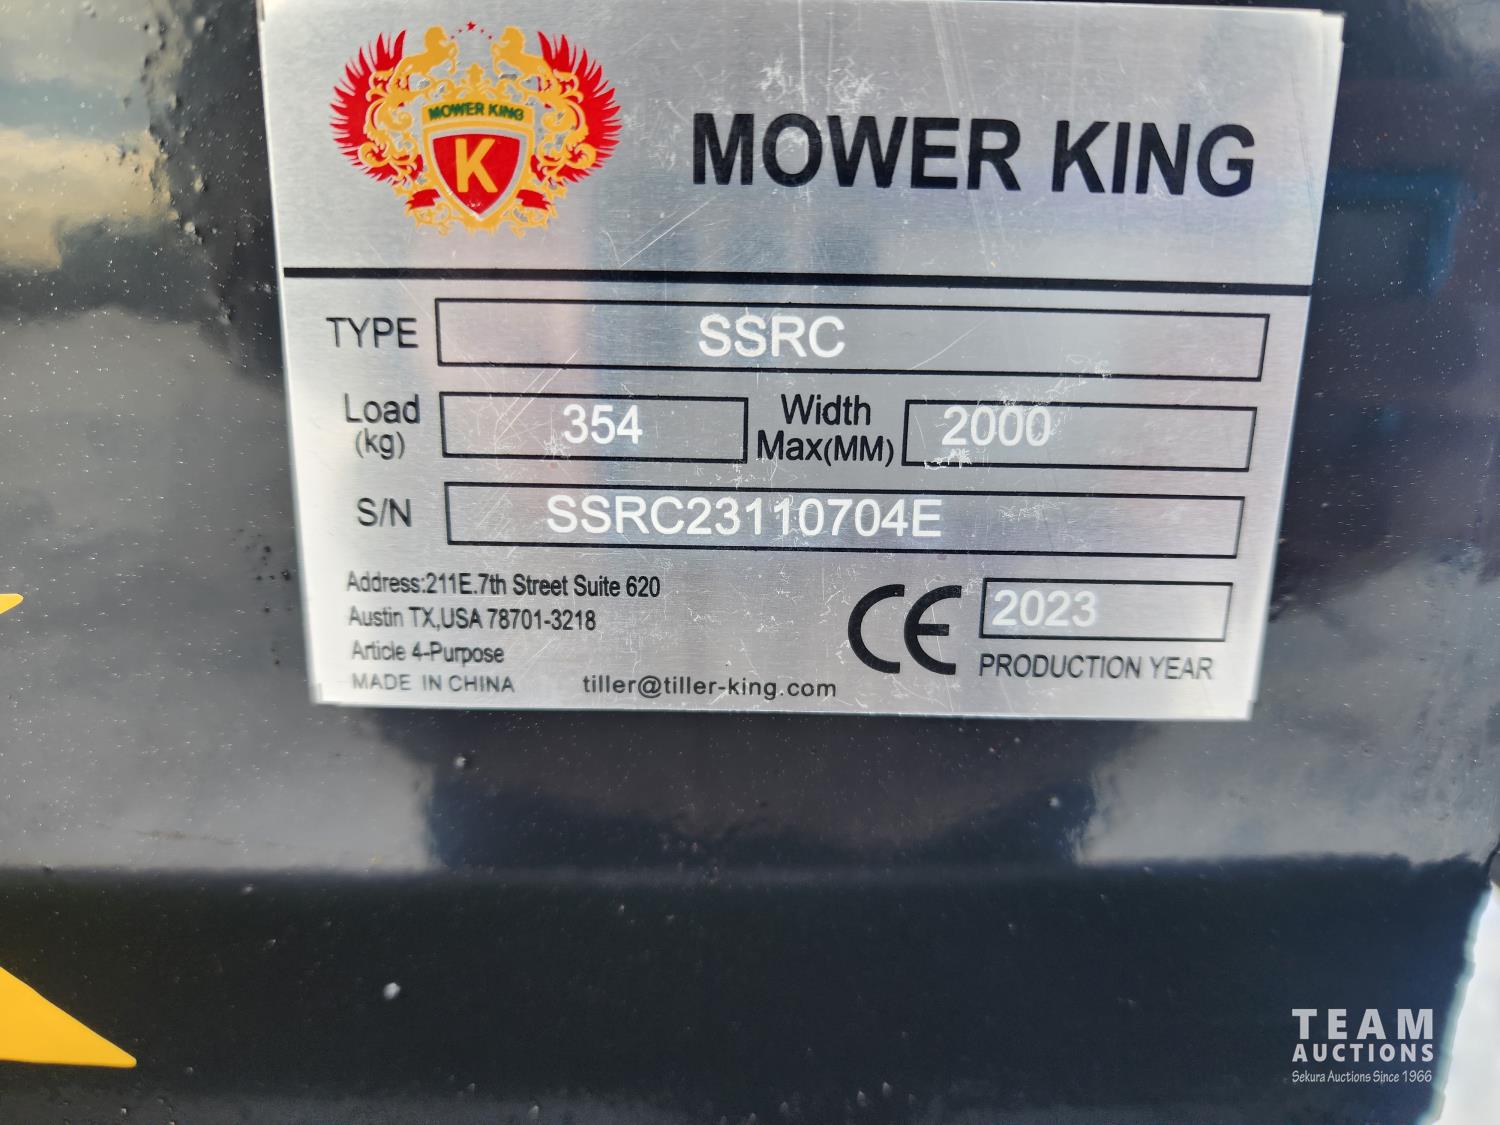 MOWER KING
K
MOWER KING
TYPE SSRC
Load (kg) 354 Width Max(MM) 2000
S/N SSRC23110704E
Address:211E.7th Street Suite 620
Austin TX,USA 78701-3218
Article 4-Purpose
MADE IN CHINA
tiller@tiller-king.com
CE
2023
PRODUCTION YEAR
TEAM
AUCTIONS
Sekura Auctions Since 1966